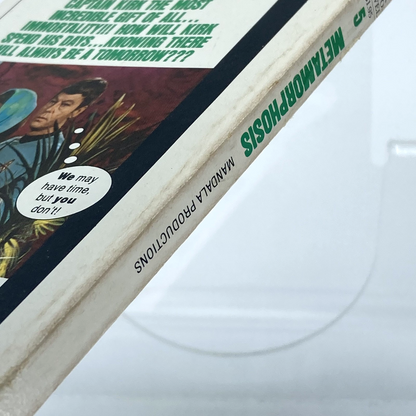 CAPTAIN KIRK THE MOST
INCREDIBLE GIFT OF ALL...
IMMORTALITY! HOW WILL KIRK
SPEND HIS DAYS... KNOWING THERE
WILL ALWAYS BE A TOMORROW???
We may
have time,
but you
don't!
5
METAMORPHOSIS
MANDALA PRODUCTIONS